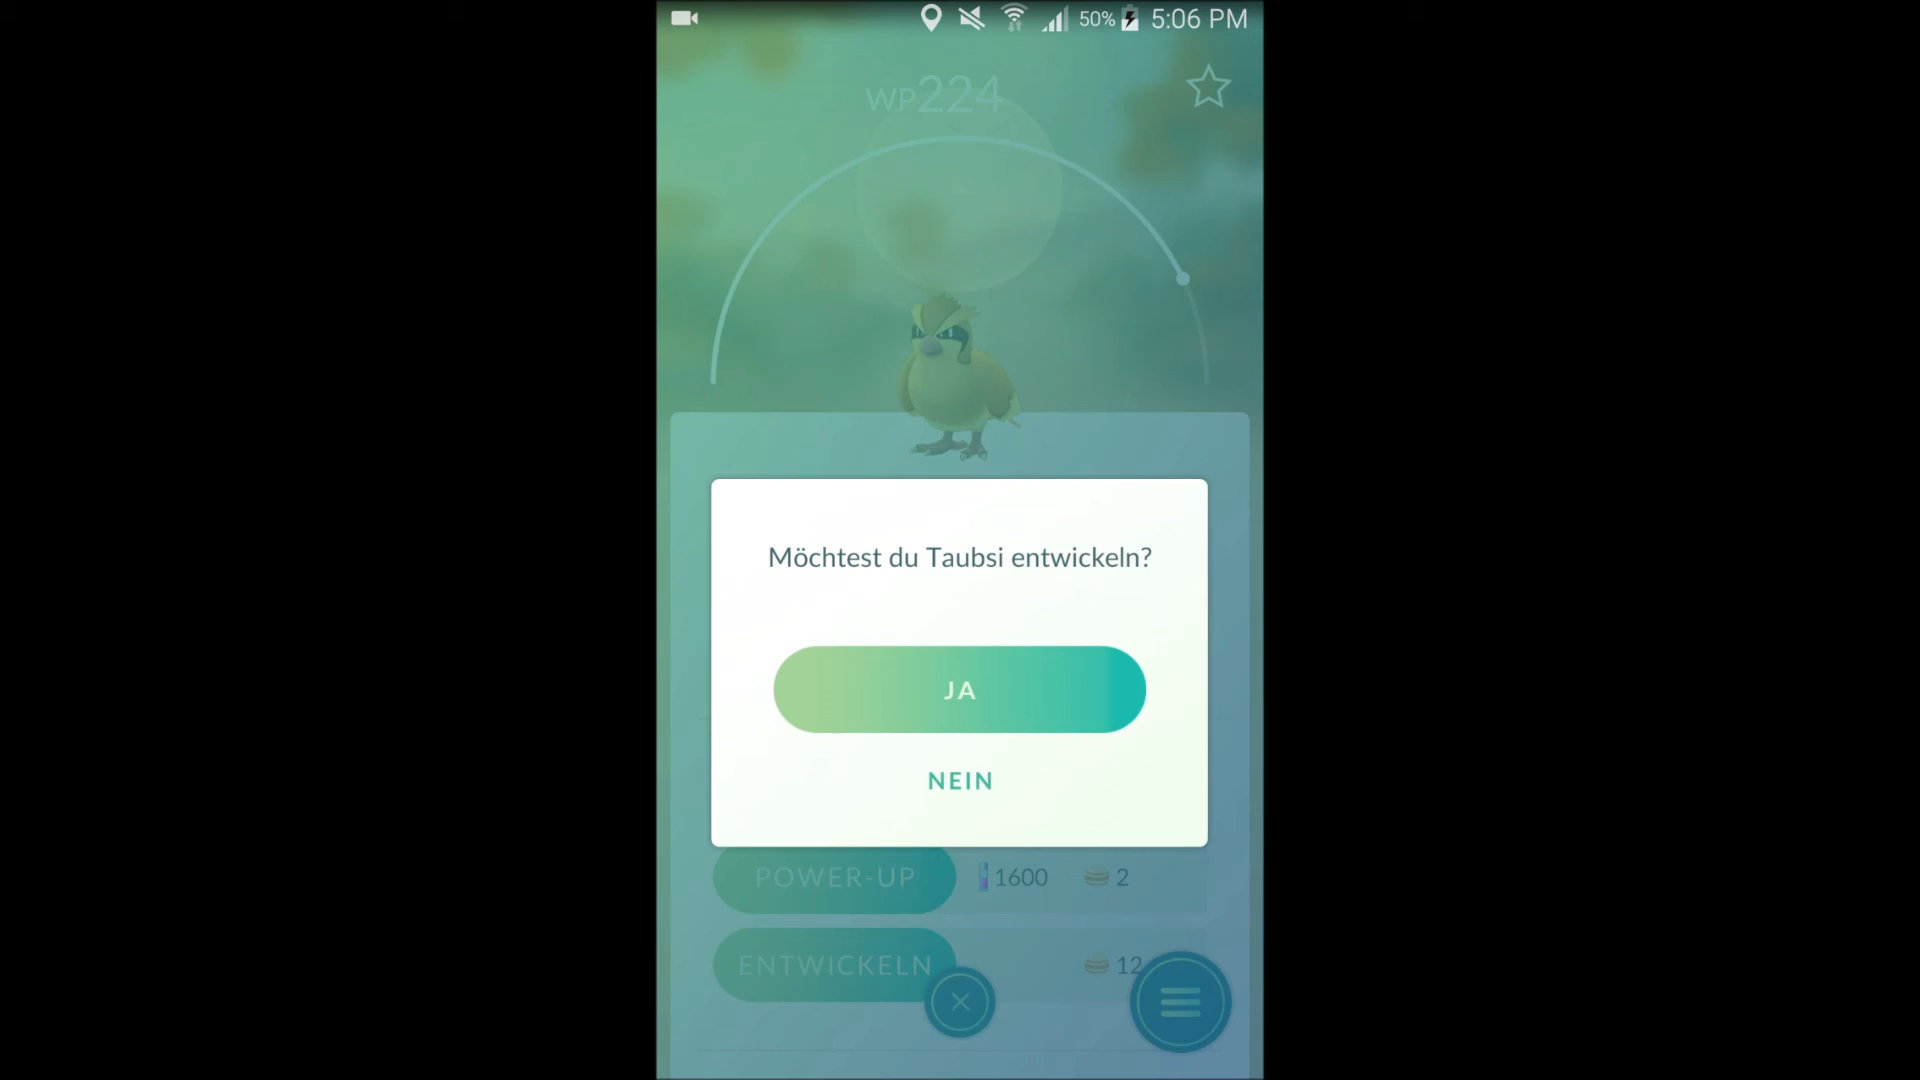 50% 5:06 PM
WP224
Möchtest du Taubsi entwickeln?
JA
NEIN
POWER-UP 1600 2
ENTWICKELN 12